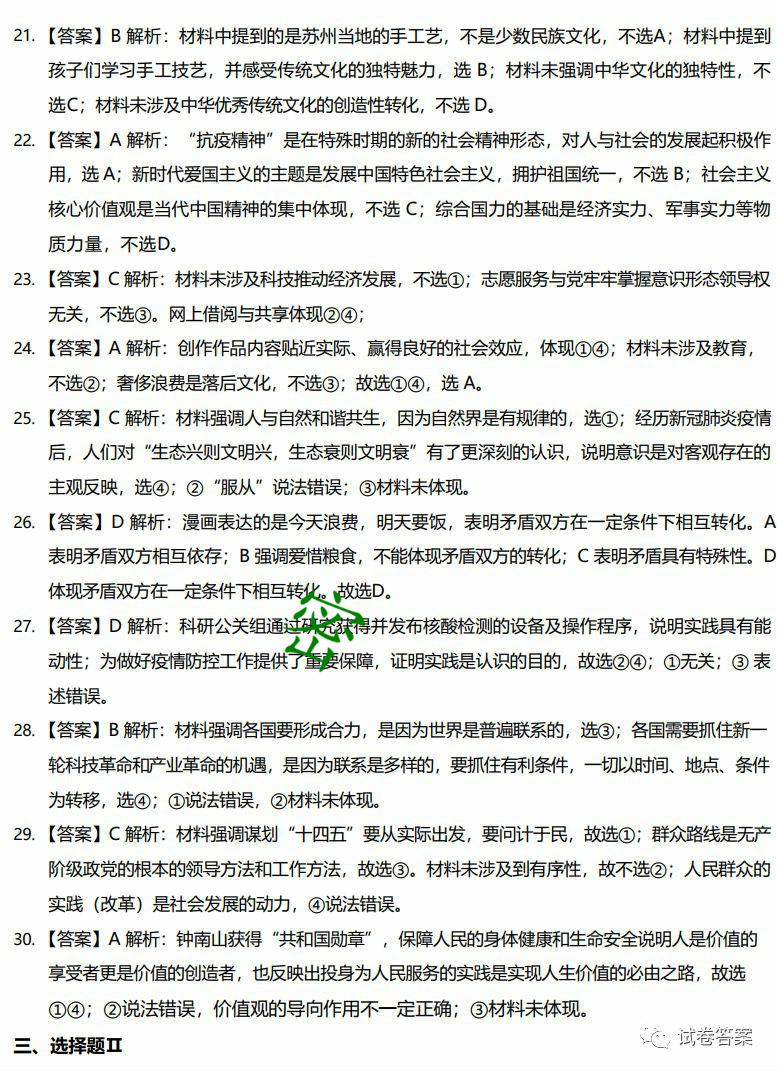 21. 【答案】B 解析：材料中提到的是苏州当地的手工艺，不是少数民族文化，不选A；材料中提到
孩子们学习手工技艺，并感受传统文化的独特魅力，选 B；材料未强调中华文化的独特性，不
选C；材料未涉及中华优秀传统文化的创造性转化，不选 D。
22. 【答案】A 解析：“抗疫精神”是在特殊时期的新的社会精神形态，对人与社会的发展起积极作
用，选 A；新时代爱国主义的主题是发展中国特色社会主义，拥护祖国统一，不选 B；社会主义
核心价值观是当代中国精神的集中体现，不选 C；综合国力的基础是经济实力、军事实力等物
质力量，不选D。
23. 【答案】C 解析：材料未涉及科技推动经济发展，不选①；志愿服务与党牢牢掌握意识形态领导权
无关，不选③。网上借阅与共享体现②④；
24. 【答案】A 解析：创作作品内容贴近实际、赢得良好的社会效应，体现①④；材料未涉及教育，
不选②；奢侈浪费是落后文化，不选③；故选①④，选 A。
25. 【答案】C 解析：材料强调人与自然和谐共生，因为自然界是有规律的，选①；经历新冠肺炎疫情
后，人们对“生态兴则文明兴，生态衰则文明衰”有了更深刻的认识，说明意识是对客观存在的
主观反映，选④；②“服从”说法错误；③材料未体现。
26. 【答案】D 解析：漫画表达的是今天浪费，明天要饭，表明矛盾双方在一定条件下相互转化。A
表明矛盾双方相互依存；B 强调爱惜粮食，不能体现矛盾双方的转化；C 表明矛盾具有特殊性。D
体现矛盾双方在一定条件下相互转化。故选D。
密
27. 【答案】D 解析：科研公关组通过研究获得并发布核酸检测的设备及操作程序，说明实践具有能
动性；为做好疫情防控工作提供了重要保障，证明实践是认识的目的，故选②④；①无关；③ 表
述错误。
28. 【答案】B 解析：材料强调各国要形成合力，是因为世界是普遍联系的，选③；各国需要抓住新一
轮科技革命和产业革命的机遇，是因为联系是多样的，要抓住有利条件，一切以时间、地点、条件
为转移，选④；①说法错误，②材料未体现。
29. 【答案】C 解析：材料强调谋划“十四五”要从实际出发，要问计于民，故选①；群众路线是无产
阶级政党的根本的领导方法和工作方法，故选③。材料未涉及到有序性，故不选②；人民群众的
实践（改革）是社会发展的动力，④说法错误。
30. 【答案】A 解析：钟南山获得“共和国勋章”，保障人民的身体健康和生命安全说明人是价值的
享受者更是价值的创造者，也反映出投身为人民服务的实践是实现人生价值的必由之路，故选
①④；②说法错误，价值观的导向作用不一定正确；③材料未体现。
三、选择题Ⅱ
试卷答案